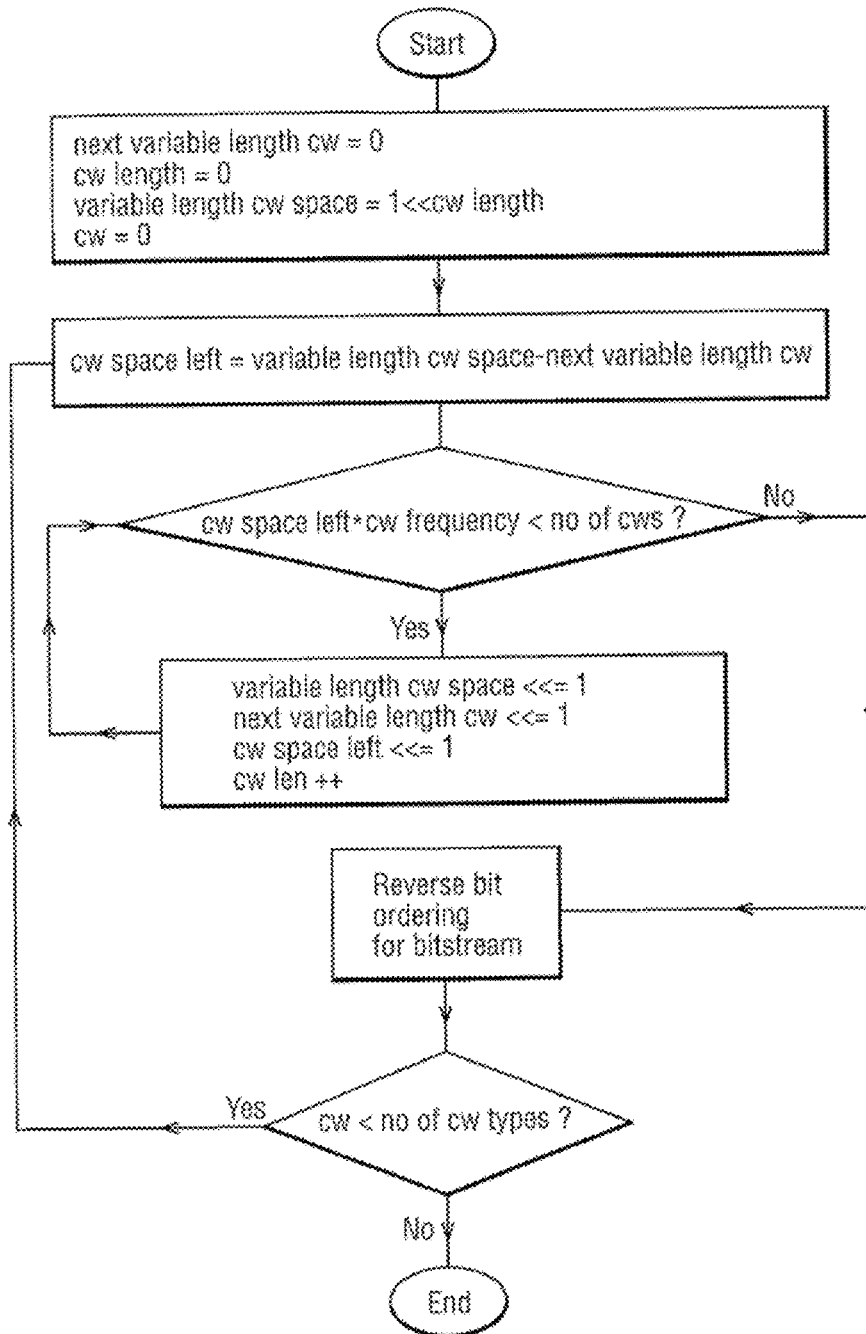 Start
next variable length cw = 0
cw length = 0
variable length cw space = 1<<cw length
cw = 0
cw space left = variable length cw space-next variable length cw
cw space left*cw frequency < no of cws ?
No
Yes
variable length cw space <<= 1
next variable length cw <<= 1
cw space left <<= 1
cw len ++
Reverse bit
ordering
for bitstream
Yes
cw < no of cw types ?
No
End